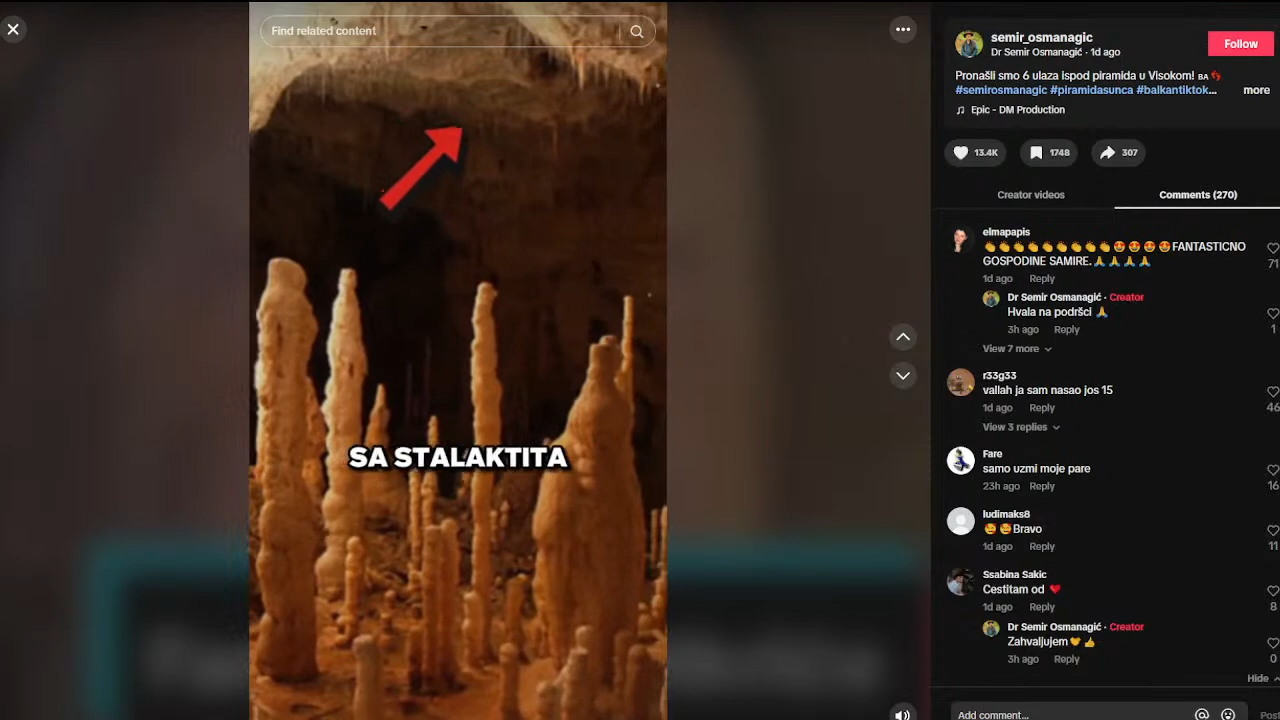 Find related content
SA STALAKTITA
semir_osmanagic
Dr Semir Osmanagić · 1d ago
Follow
Pronašli smo 6 ulaza Ispod piramida u Visokom! BA
#semirosmanagic #piramidasunca #balkantiktok...
more
Epic - DM Production
13.4K
1748
307
Creator videos
Comments (270)
elmapapis
FANTASTICNO
GOSPODINE SAMIRE.
71
1d ago Reply
Dr Semir Osmanagić · Creator
Hvala na podršci
1
3h ago Reply
View 7 more
r33g33
vallah ja sam nasao jos 15
46
1d ago Reply
View 3 replies
Fare
samo uzmi moje pare
16
23h ago Reply
ludimaks8
Bravo
11
1d ago Reply
Ssabina Sakic
Cestitam od
8
1d ago Reply
Dr Semir Osmanagić · Creator
Zahvaljujem
0
3h ago Reply
Hide
Add comment...
Post